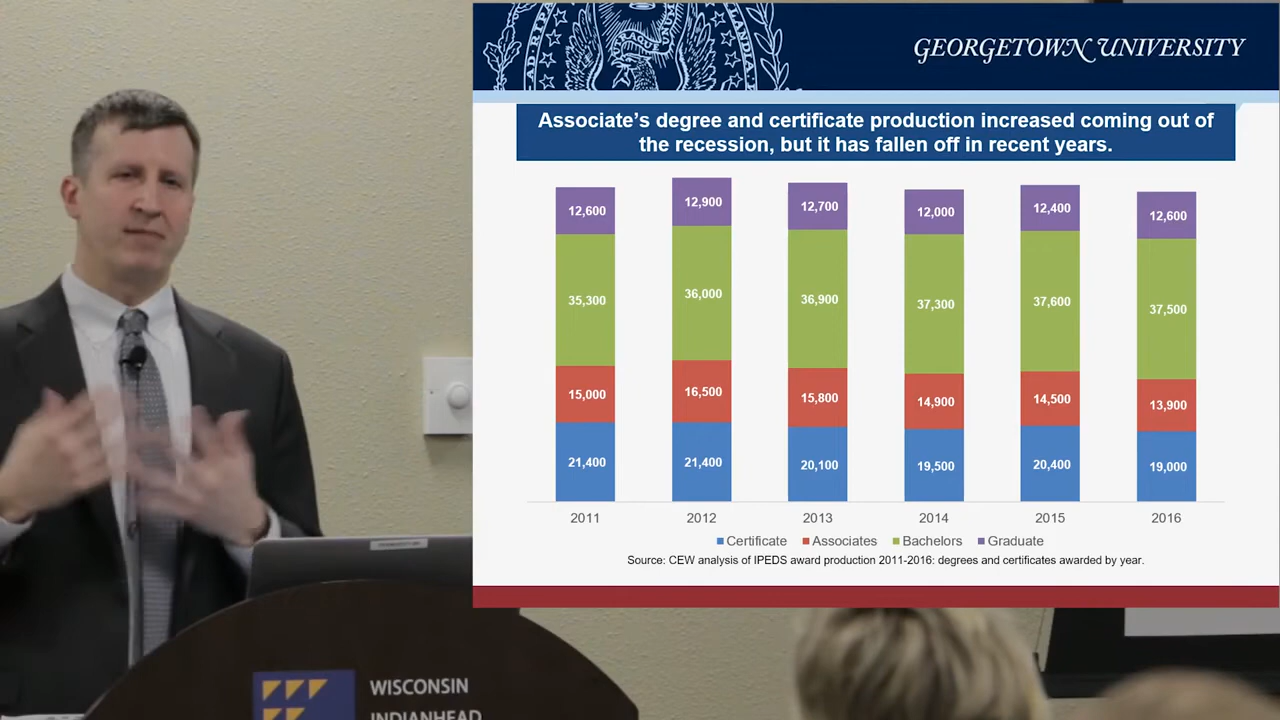 GEORGETOWN UNIVERSITY
Associate's degree and certificate production increased coming out of
the recession, but it has fallen off in recent years.
12,600 12,900 12,700 12,000 12,400 12,600
35,300 36,000 36,900 37,300 37,600 37,500
15,000 16,500 15,800 14,900 14,500 13,900
21,400 21,400 20,100 19,500 20,400 19,000
2011 2012 2013 2014 2015 2016
Certificate Associates Bachelors Graduate
Source: CEW analysis of IPEDS award production 2011-2016: degrees and certificates awarded by year.
WISCONSIN
INDIANHEAD